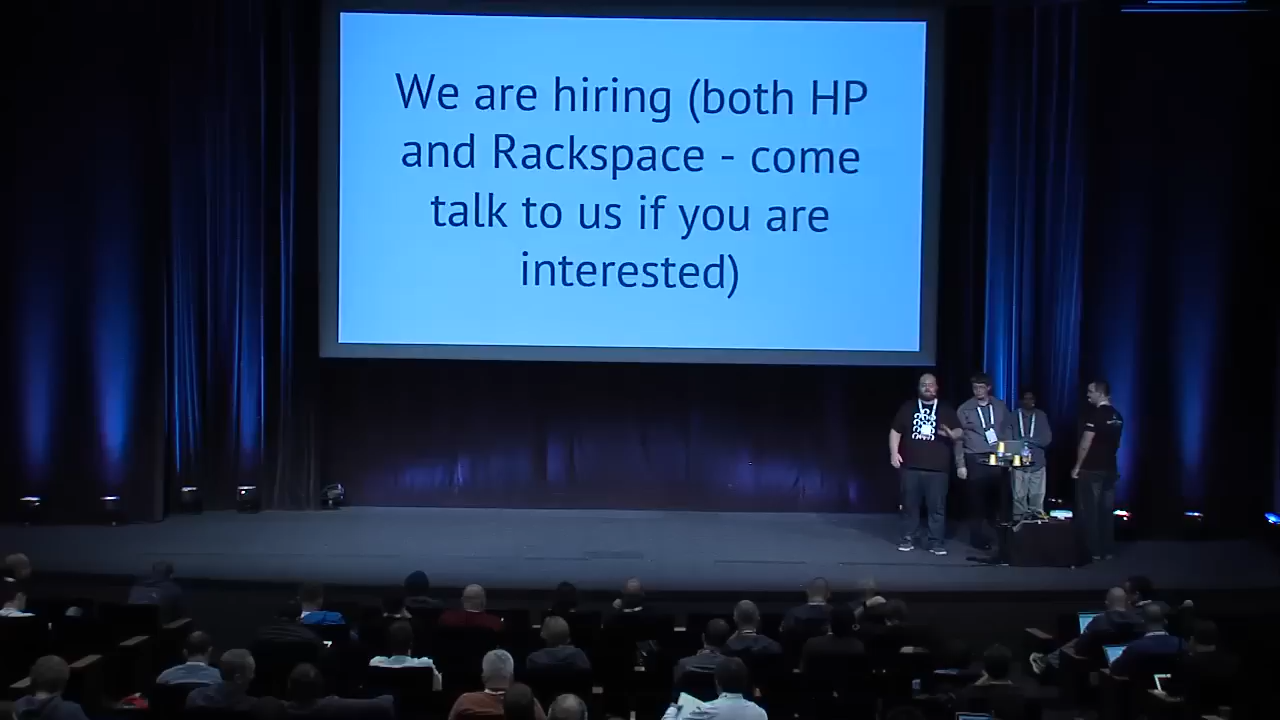 We are hiring (both HP
and Rackspace - come
talk to us if you are
interested)